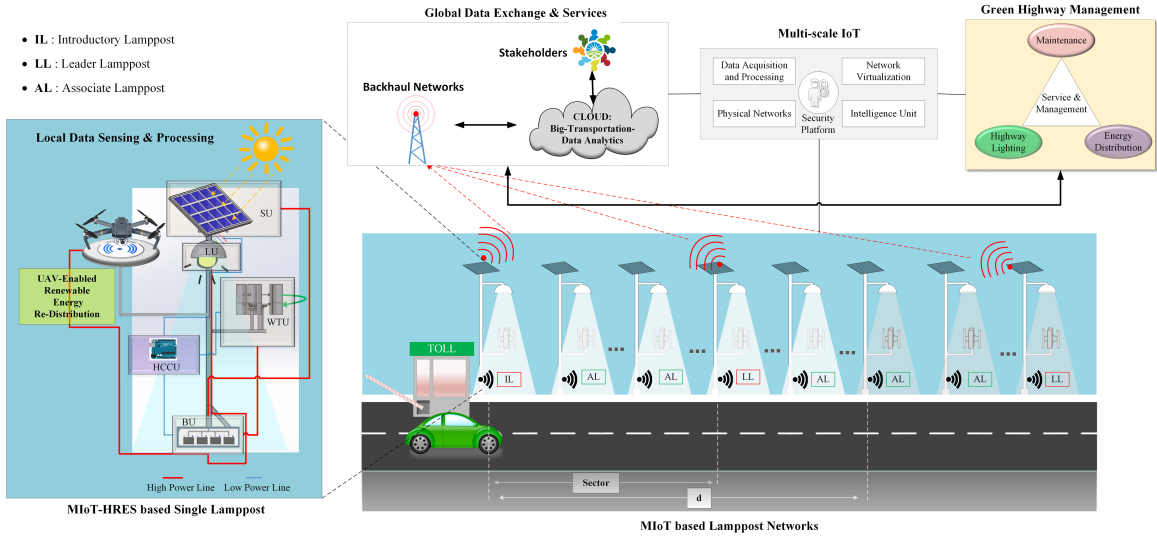 Global Data Exchange & Services
Green Highway Management
• IL : Introductory Lamppost
• LL : Leader Lamppost
• AL : Associate Lamppost
Stakeholders
Backhaul Networks
CLOUD:
Big-Transportation-
Data Analytics
Multi-scale IoT
Data Acquisition
and Processing
Network
Virtualization
Physical Networks
Security
Platform
Intelligence Unit
Maintenance
Service &
Management
Highway
Lighting
Energy
Distribution
Local Data Sensing & Processing
SU
LU
UAV-Enabled
Renewable
Energy
Re-Distribution
WTU
HCCU
BU
High Power Line
Low Power Line
MIoT-HRES based Single Lamppost
TOLL
IL
AL
AL
LL
AL
AL
AL
LL
Sector
d
MIoT based Lamppost Networks